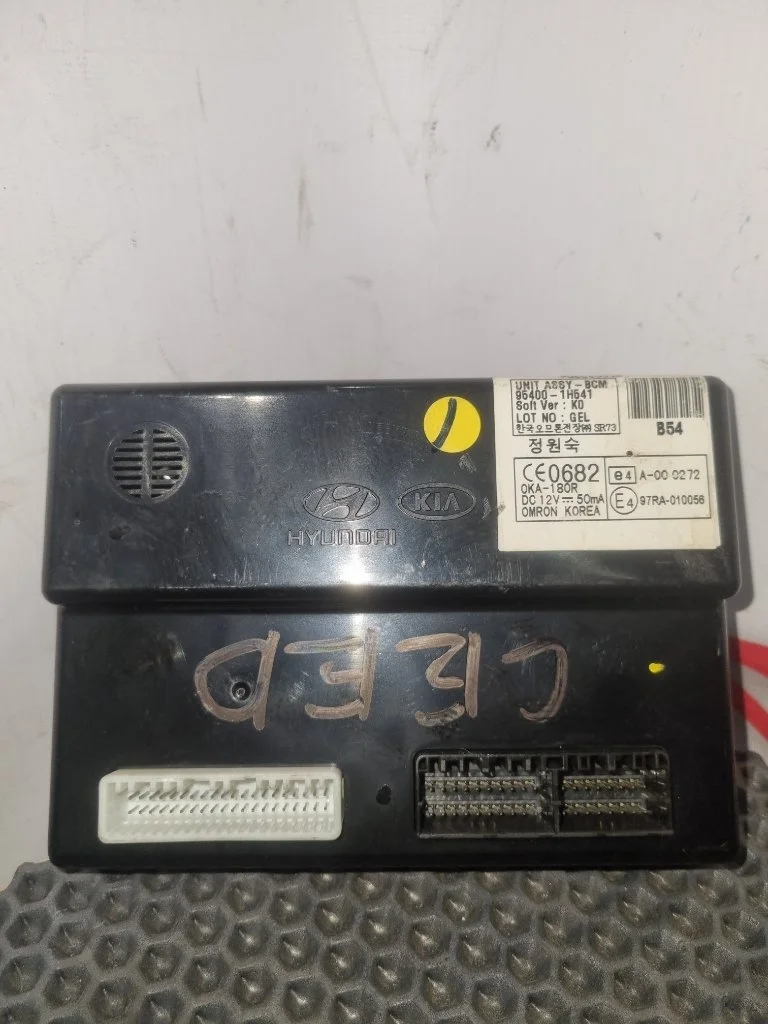 UNIT ASSY-BCM
95400-1H541
Soft Ver : K0
LOT NO : GEL
한국오므론전장㈜ SR73
B54
정원숙
CE0682
OKA-180R
DC 12V ⎓ 50mA
OMRON KOREA
84 A-00 0272
E4 97RA-010056
HYUNDAI
KIA
CEED